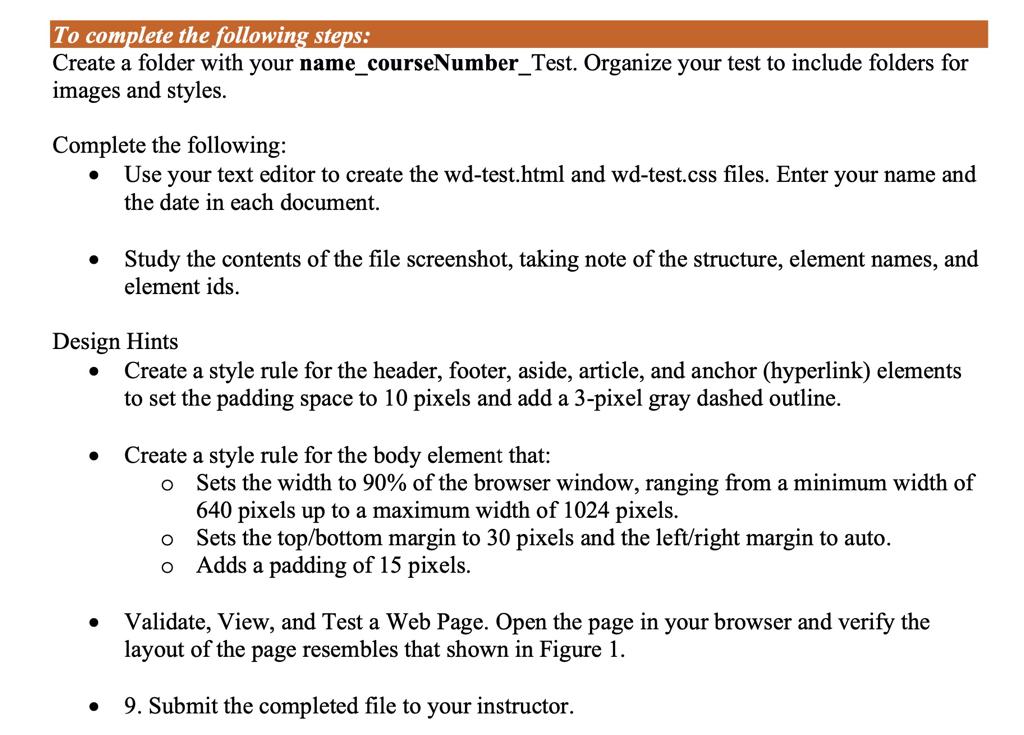 To complete the following steps:
Create a folder with your name_courseNumber_Test. Organize your test to include folders for
images and styles.
Complete the following:
• Use your text editor to create the wd-test.html and wd-test.css files. Enter your name and
the date in each document.
• Study the contents of the file screenshot, taking note of the structure, element names, and
element ids.
Design Hints
• Create a style rule for the header, footer, aside, article, and anchor (hyperlink) elements
to set the padding space to 10 pixels and add a 3-pixel gray dashed outline.
• Create a style rule for the body element that:
o Sets the width to 90% of the browser window, ranging from a minimum width of
640 pixels up to a maximum width of 1024 pixels.
o Sets the top/bottom margin to 30 pixels and the left/right margin to auto.
o Adds a padding of 15 pixels.
• Validate, View, and Test a Web Page. Open the page in your browser and verify the
layout of the page resembles that shown in Figure 1.
• 9. Submit the completed file to your instructor.